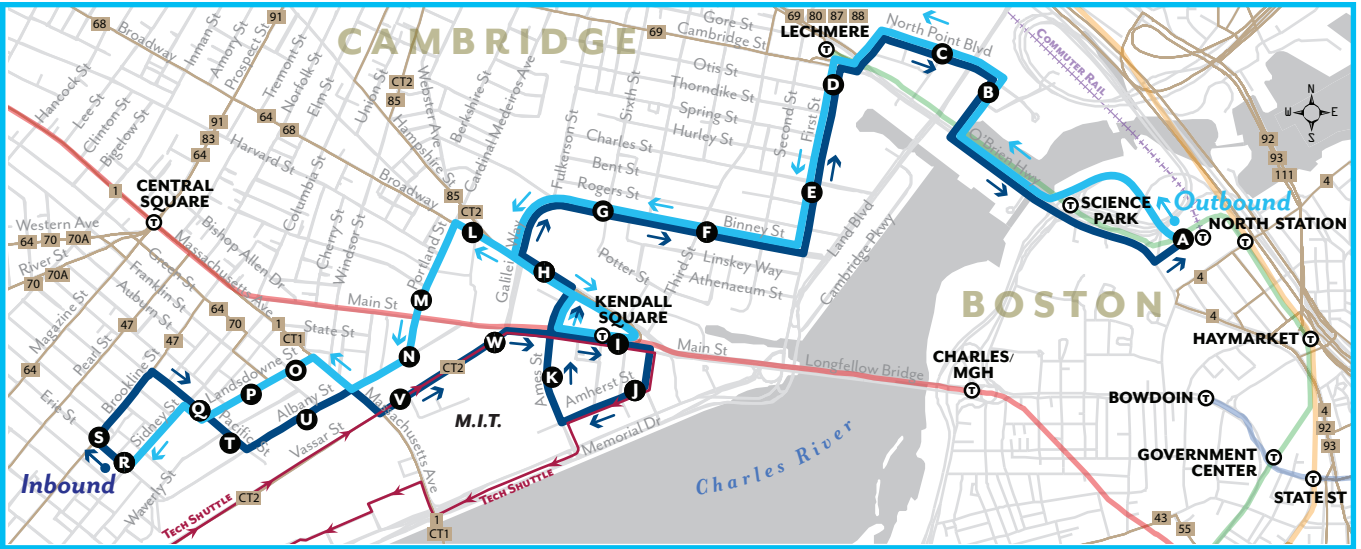 68
Broadway
Inman St
Amory St
Prospect St
91
Tremont St
Norfolk St
Elm St
Union St
CAMBRIDGE
CT2
85
Webster Ave
Hampshire St
Berkshire St
Cardinal Medeiros Ave
69
Gore St
Cambridge St
69
80
87
88
LECHMERE
T
North Point Blvd
COMMUTER RAIL
Hancock St
Lee St
Clinton St
Bigelow St
91
83
64
64
68
Harvard St
Columbia St
Broadway
85
CT2
Fulkerson St
Sixth St
Otis St
Thorndike St
Spring St
Hurley St
Charles St
Bent St
Rogers St
Binney St
Second St
First St
D
C
B
E
F
G
H
L
O'Brien Hwy
N
W
E
S
92
93
111
4
1
CENTRAL
SQUARE
T
Western Ave
64
70
70A
River St
70A
70
Bishop Allen Dr
Massachusetts Ave
Cherry St
Windsor St
Portland St
Galilei Way
Potter St
Third St
Linskey Way
Athenaeum St
Land Blvd
Cambridge Pkwy
T
SCIENCE
PARK
Outbound
A
T
NORTH STATION
T
4
4
BOSTON
Green St
Franklin St
Auburn St
Magazine St
Pearl St
47
47
64
64
70
1
CT1
State St
Main St
M
N
KENDALL
SQUARE
T
I
Main St
Longfellow Bridge
CHARLES/
MGH
T
HAYMARKET
T
Brookline St
Erie St
Sidney St
Landsdowne St
Albany St
Pacific St
Vassar St
Massachusetts Ave
O
P
Q
U
T
S
R
V
W
CT2
M.I.T.
Ames St
K
Amherst St
J
Memorial Dr
Charles River
BOWDOIN
T
GOVERNMENT
CENTER
T
STATE ST
T
4
92
93
Inbound
Waverly St
TECH SHUTTLE
CT2
TECH SHUTTLE
1
CT1
43
55